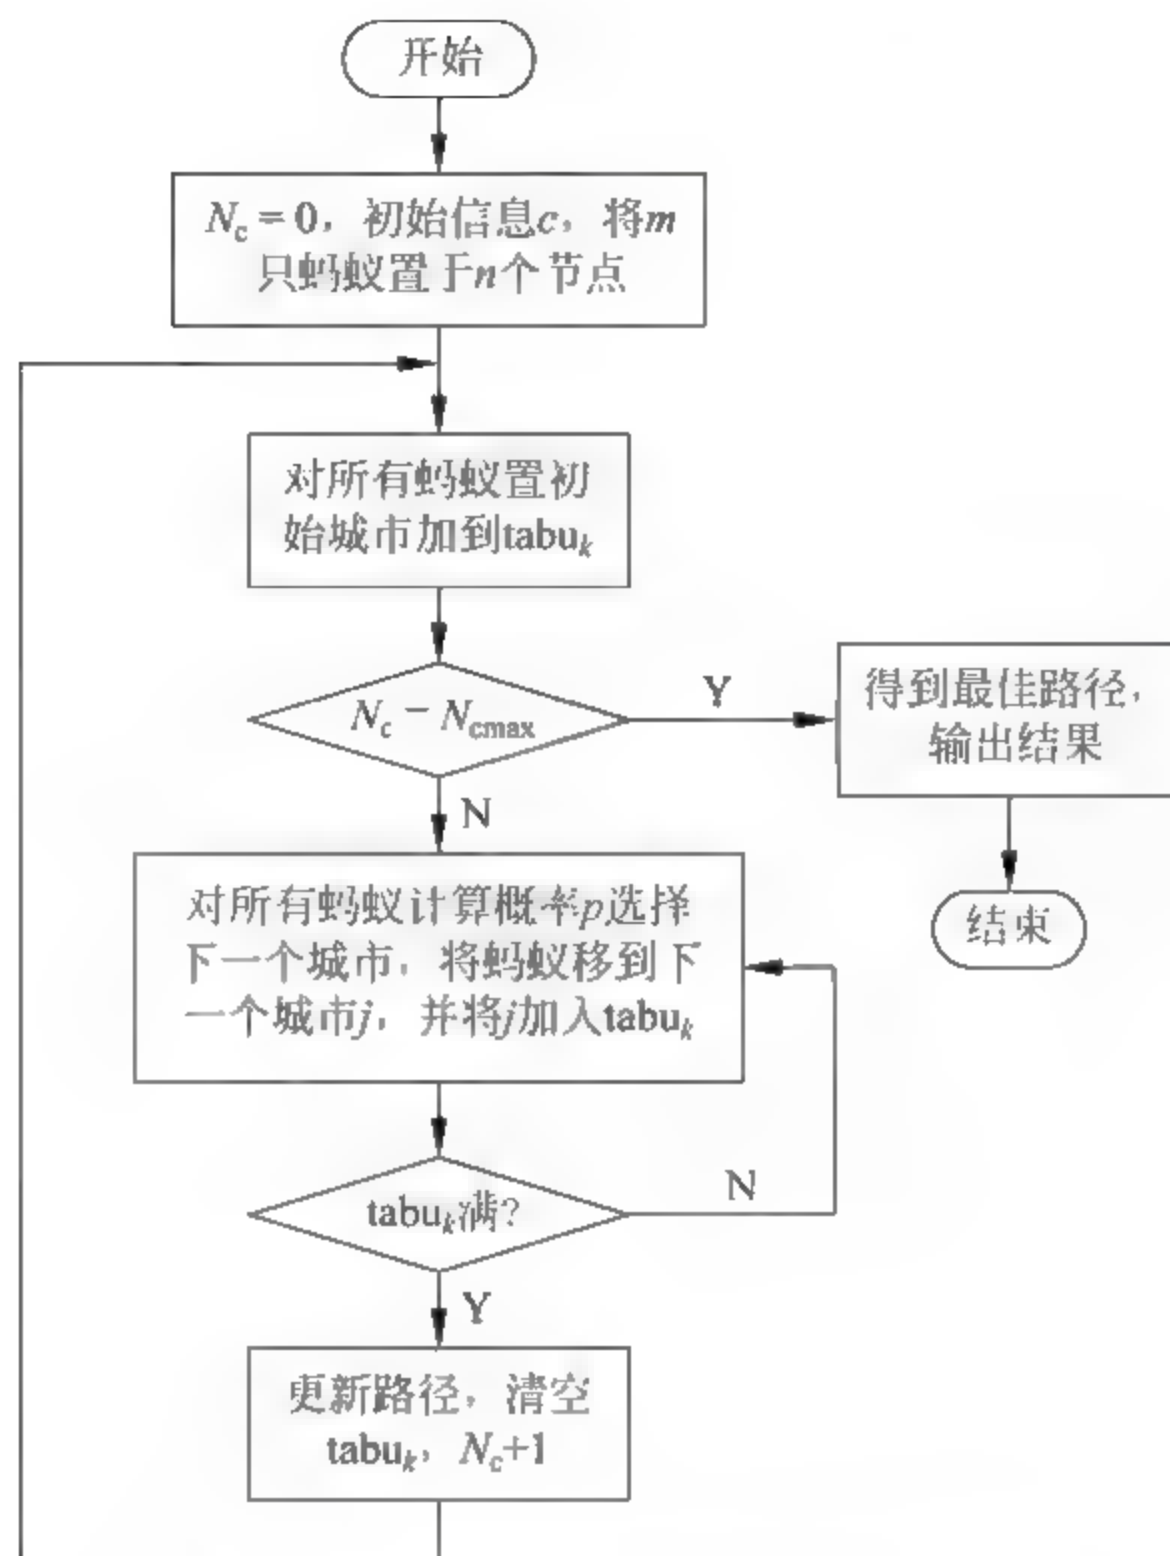 开始
N_c = 0，初始信息c，将m
只蚂蚁置于n个节点
对所有蚂蚁置初
始城市加到tabu_k
N_c = N_cmax
Y
得到最佳路径，
输出结果
N
结束
对所有蚂蚁计算概率p选择
下一个城市，将蚂蚁移到下
一个城市j，并将j加入tabu_k
tabu_k满?
N
Y
更新路径，清空
tabu_k，N_c+1